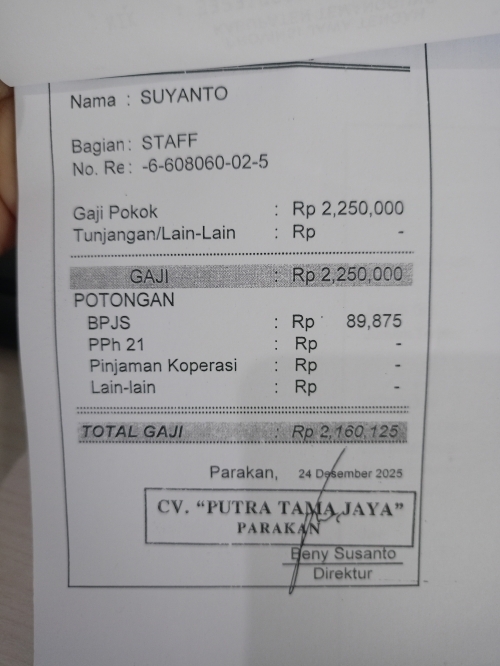 Nama : SUYANTO
Bagian : STAFF
No. Re : -6-608060-02-5
Gaji Pokok : Rp 2,250,000
Tunjangan/Lain-Lain : Rp -
GAJI : Rp 2,250,000
POTONGAN
BPJS : Rp 89,875
PPh 21 : Rp -
Pinjaman Koperasi : Rp -
Lain-lain : Rp -
TOTAL GAJI : Rp 2,160,125
Parakan, 24 Desember 2025
CV. "PUTRA TAMA JAYA"
PARAKAN
Beny Susanto
Direktur